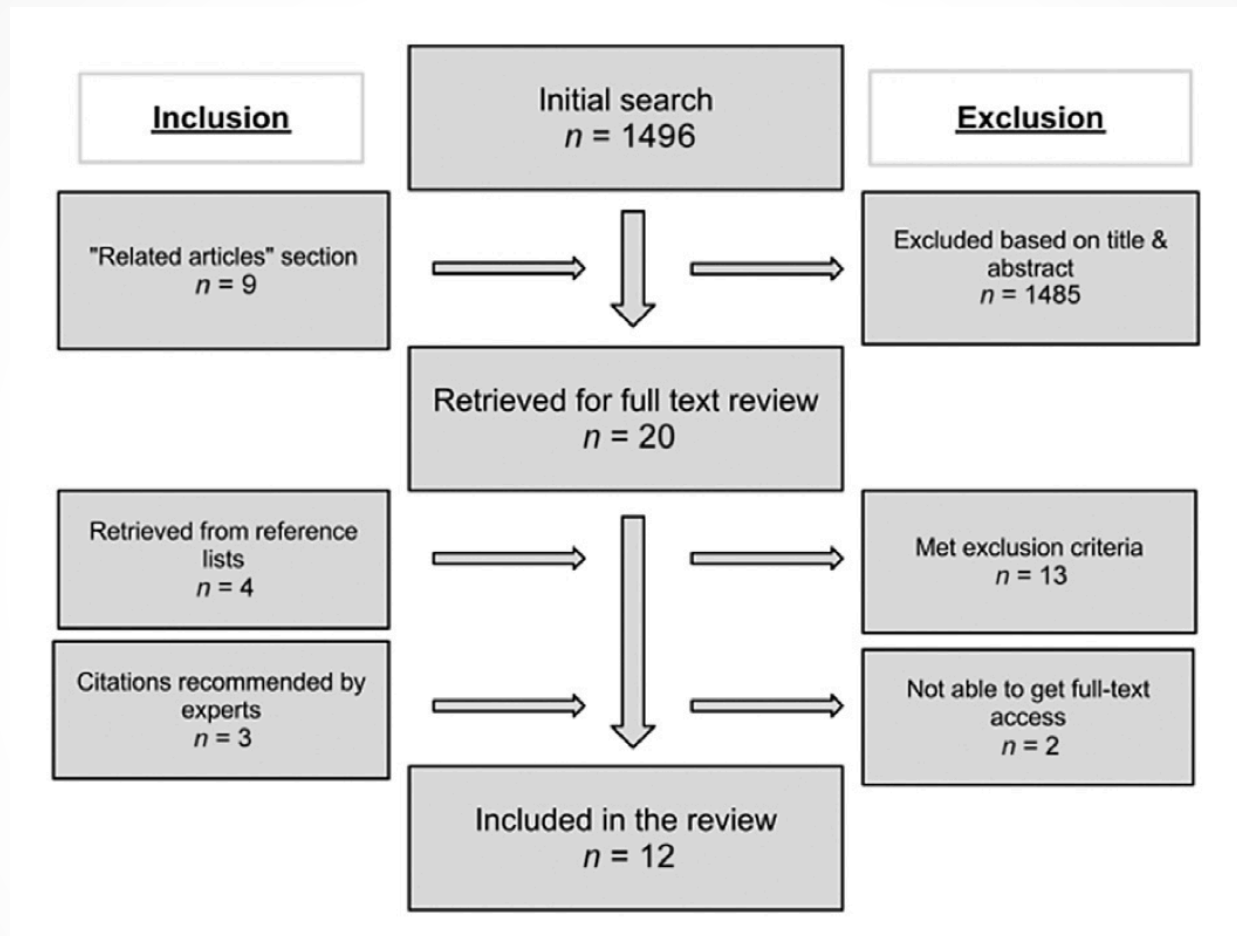 Inclusion
Initial search
n = 1496
Exclusion
"Related articles" section
n = 9
Excluded based on title &
abstract
n = 1485
Retrieved for full text review
n = 20
Retrieved from reference
lists
n = 4
Met exclusion criteria
n = 13
Citations recommended by
experts
n = 3
Not able to get full-text
access
n = 2
Included in the review
n = 12